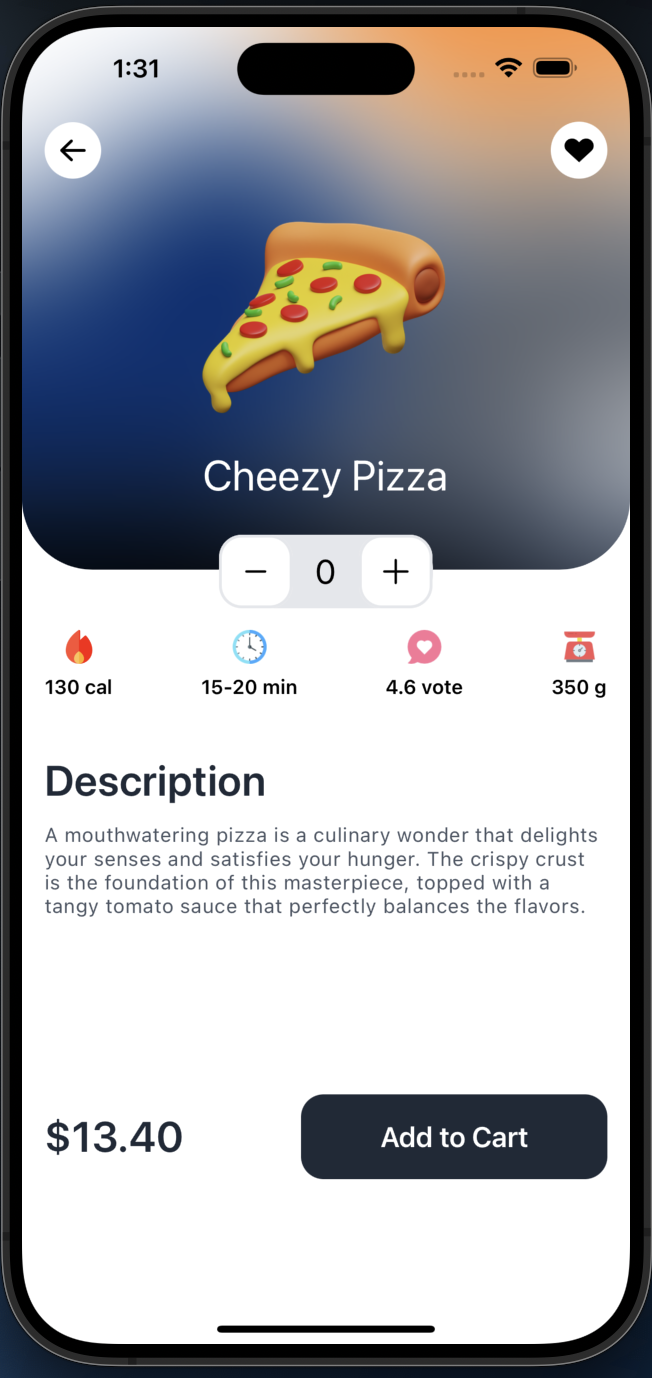 1:31
Cheezy Pizza
0
130 cal
15-20 min
4.6 vote
350 g
Description
A mouthwatering pizza is a culinary wonder that delights
your senses and satisfies your hunger. The crispy crust
is the foundation of this masterpiece, topped with a
tangy tomato sauce that perfectly balances the flavors.
$13.40
Add to Cart